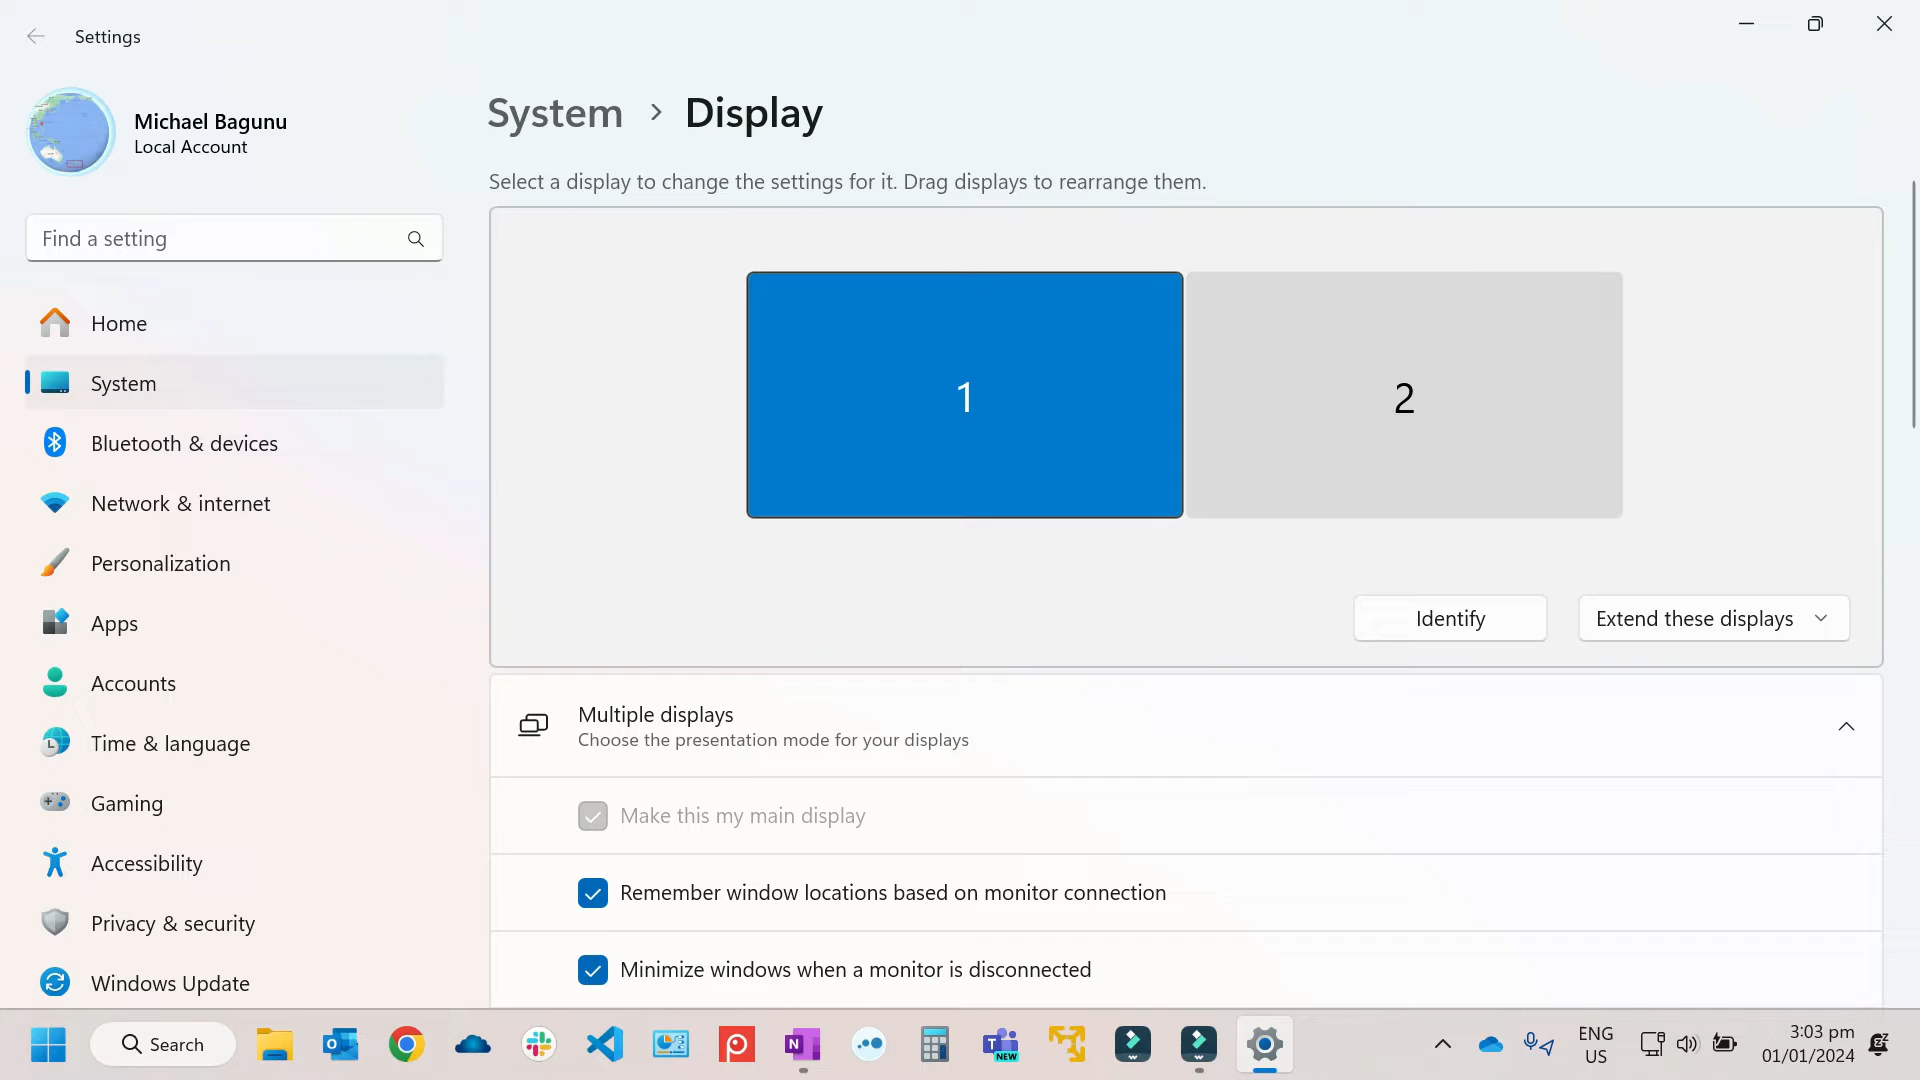 Settings
Michael Bagunu
Local Account
Find a setting
Home
System
Bluetooth & devices
Network & internet
Personalization
Apps
Accounts
Time & language
Gaming
Accessibility
Privacy & security
Windows Update
System > Display
Select a display to change the settings for it. Drag displays to rearrange them.
1
2
Identify
Extend these displays
Multiple displays
Choose the presentation mode for your displays
Make this my main display
Remember window locations based on monitor connection
Minimize windows when a monitor is disconnected
Search
NEW
ENG
US
3:03 pm
01/01/2024